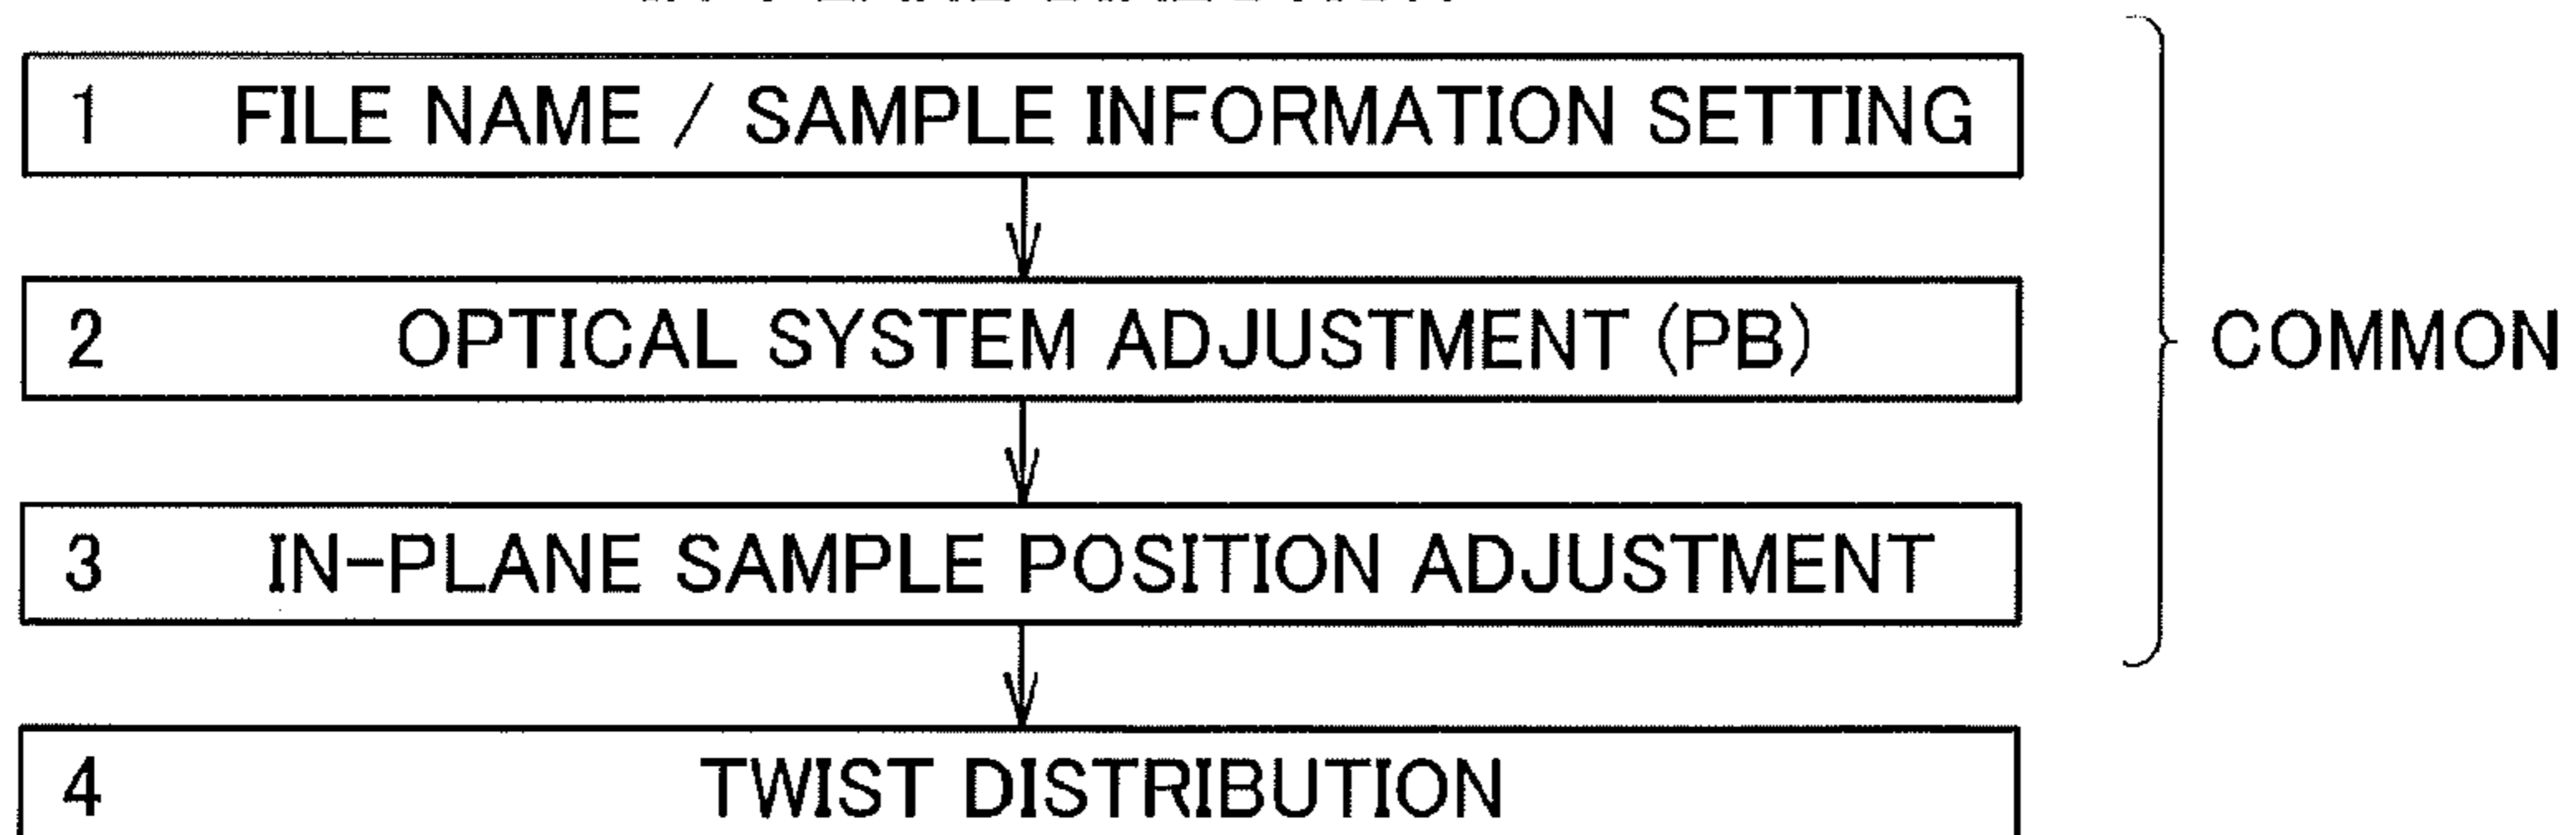 1 FILE NAME / SAMPLE INFORMATION SETTING
2 OPTICAL SYSTEM ADJUSTMENT (PB)
COMMON
3 IN-PLANE SAMPLE POSITION ADJUSTMENT
4 TWIST DISTRIBUTION